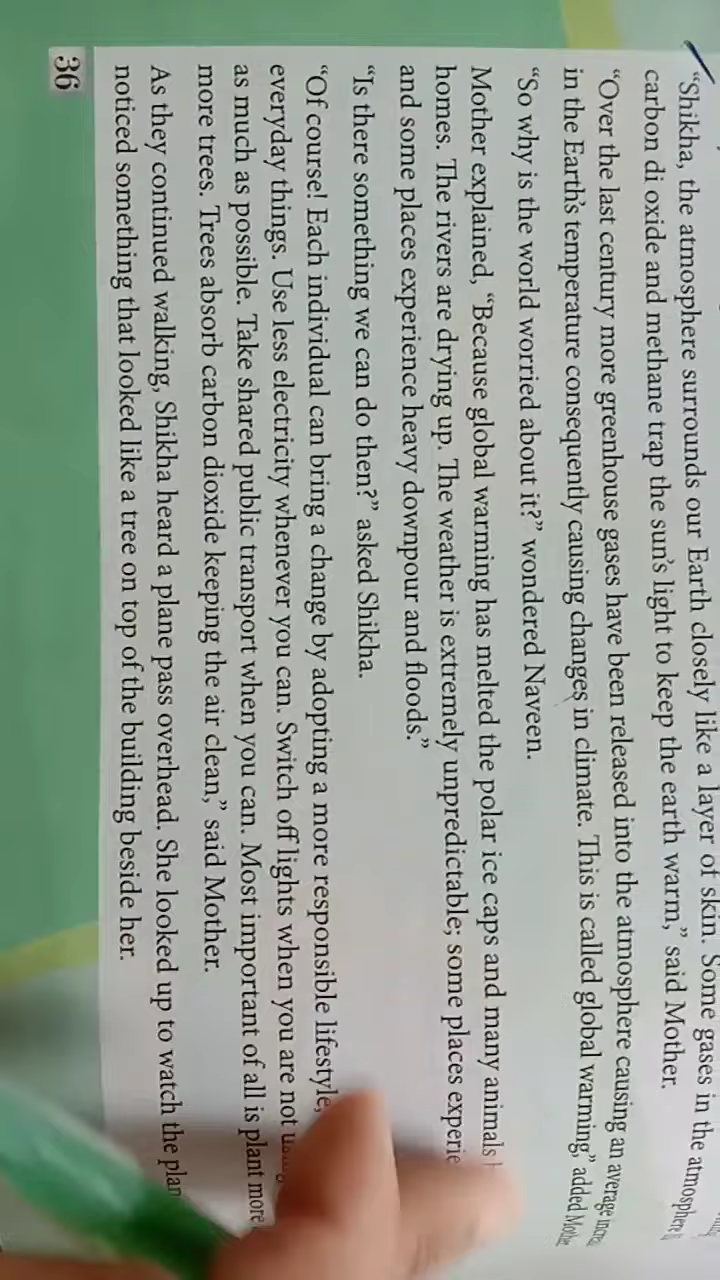 "Shikha, the atmosphere surrounds our Earth closely like a layer of skin. Some gases in the atmosphere
carbon di oxide and methane trap the sun's light to keep the earth warm," said Mother.
"Over the last century more greenhouse gases have been released into the atmosphere causing an average
in the Earth's temperature consequently causing changes in climate. This is called global warming," added
"So why is the world worried about it?" wondered Naveen.
Mother explained, "Because global warming has melted the polar ice caps and many animals
homes. The rivers are drying up. The weather is extremely unpredictable; some places
and some places experience heavy downpour and floods."
"Is there something we can do then?" asked Shikha.
"Of course! Each individual can bring a change by adopting a more responsible lifestyle,
everyday things. Use less electricity whenever you can. Switch off lights when you are not
as much as possible. Take shared public transport when you can. Most important of all is plant more
more trees. Trees absorb carbon dioxide keeping the air clean," said Mother.
As they continued walking, Shikha heard a plane pass overhead. She looked up to watch the
noticed something that looked like a tree on top of the building beside her.
36